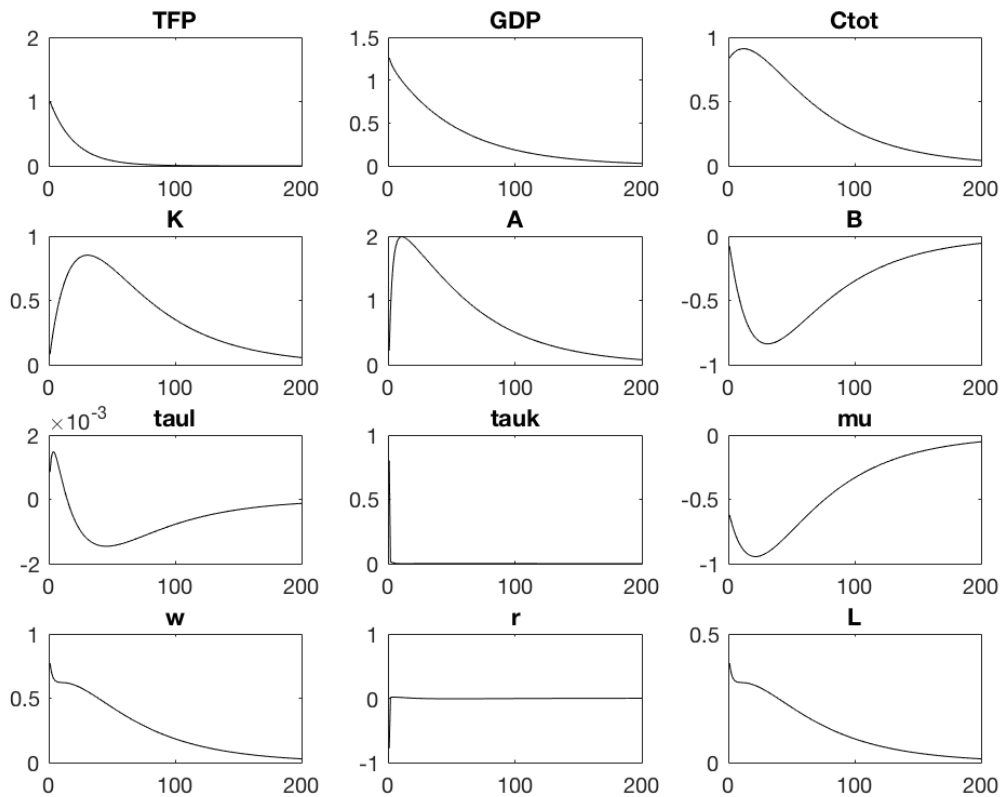 TFP GDP Ctot
2 1.5 1
1 1 0.5
0.5
0 0 0
0 100 200 0 100 200 0 100 200
K A B
1 2 0
0.5 1 -0.5
0 0 -1
0 100 200 0 100 200 0 100 200
×10⁻³ taul tauk mu
2 1 0
0 0.5 -0.5
-2 0 -1
0 100 200 0 100 200 0 100 200
w r L
1 1 0.5
0.5 0
0 -1 0
0 100 200 0 100 200 0 100 200